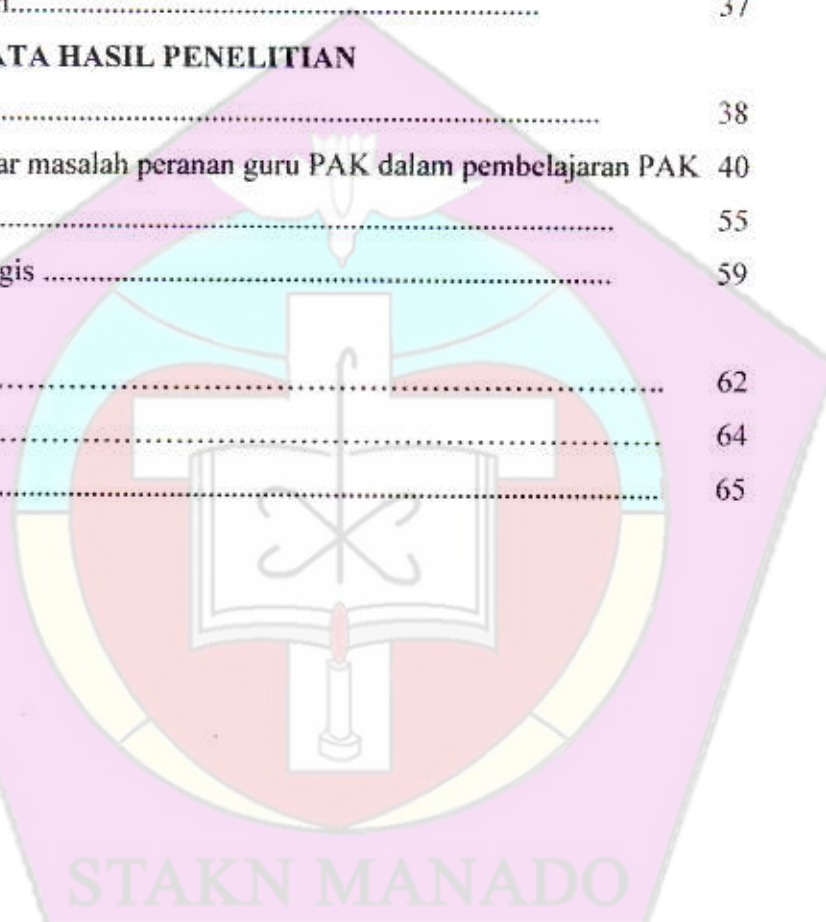 ................................................ 37
ATA HASIL PENELITIAN
................................................ 38
ar masalah peranan guru PAK dalam pembelajaran PAK 40
................................................ 55
gis ................................................ 59
................................................ 62
................................................ 64
................................................ 65
STAKN MANADO